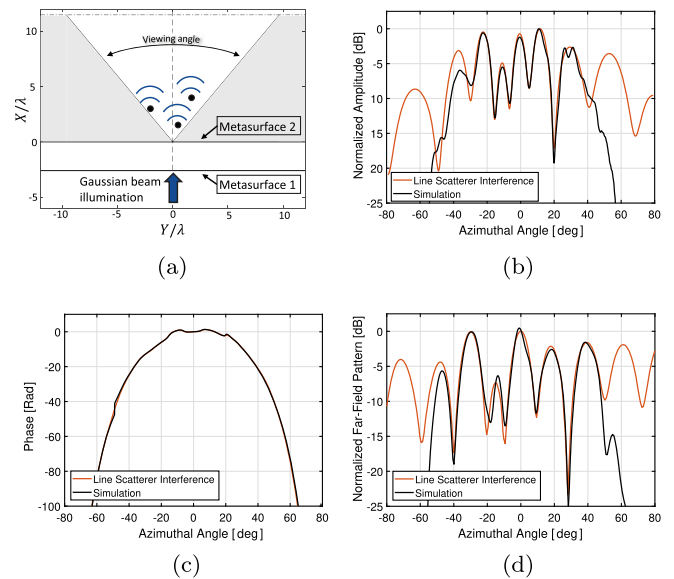 10
5
0
-5
X/λ
-10
-5
0
5
10
Y/λ
Viewing angle
Metasurface 2
Metasurface 1
Gaussian beam
illumination
(a)
0
5
10
15
20
25
Normalized Amplitude [dB]
-80
-60
-40
-20
0
20
40
60
80
Azimuthal Angle [deg]
Line Scatterer Interference
Simulation
(b)
0
-20
-40
-60
-80
-100
Phase [Rad]
-80
-60
-40
-20
0
20
40
60
80
Azimuthal Angle [deg]
Line Scatterer Interference
Simulation
(c)
0
-5
-10
-15
-20
-25
Normalized Far-Field Pattern [dB]
-80
-60
-40
-20
0
20
40
60
80
Azimuthal Angle [deg]
Line Scatterer Interference
Simulation
(d)